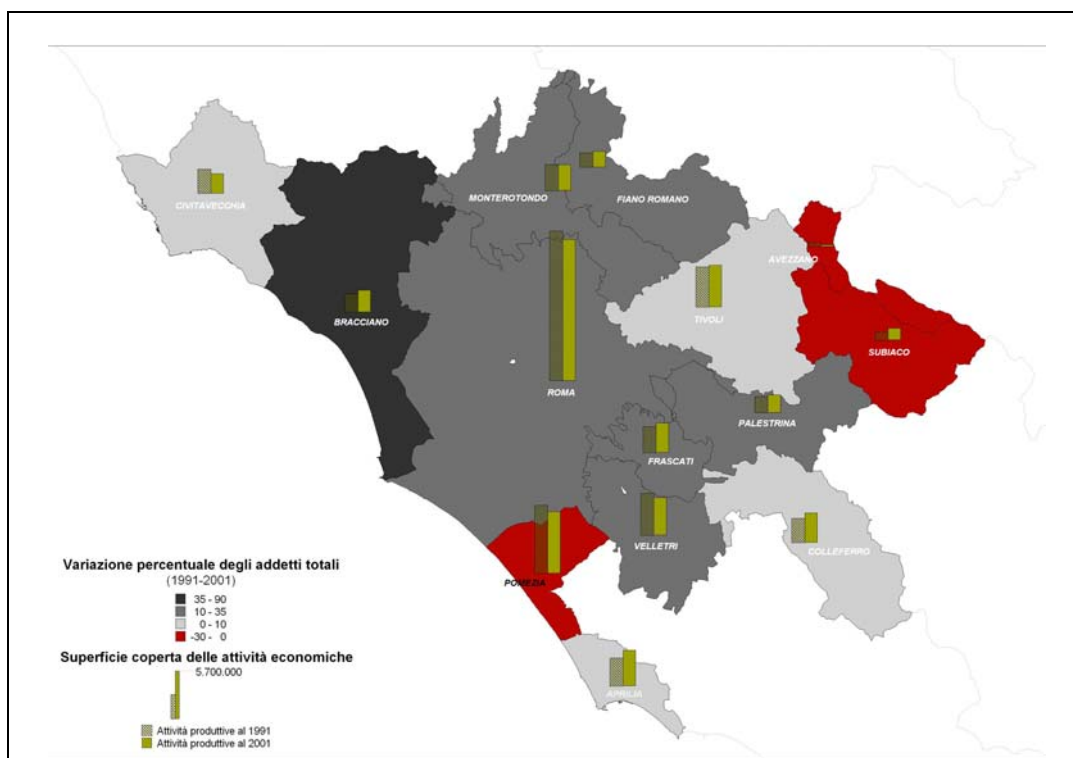 CIVITAVECCHIA
MONTEROTONDO
FIANO ROMANO
AVEZZANO
BRACCIANO
TIVOLI
SUBIACO
ROMA
PALESTRINA
FRASCATI
VELLETRI
COLLEFERRO
POMEZIA
APRILIA
Variazione percentuale degli addetti totali
(1991-2001)
35 - 90
10 - 35
0 - 10
-30 - 0
Superficie coperta delle attività economiche
5.700.000
Attività produttive al 1991
Attività produttive al 2001